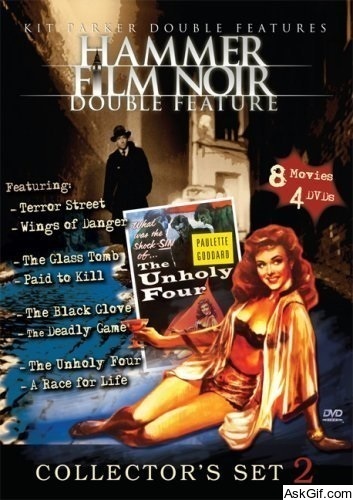 KIT PARKER DOUBLE FEATURES
HAMMER
FILM NOIR
DOUBLE FEATURE
8 Movies
4 DVDs
Featuring:
- Terror Street
- Wings of Danger
- The Glass Tomb
- Paid to Kill
- The Black Glove
- The Deadly Game
- The Unholy Four
- A Race for Life
What was the Shock-SIN of...
PAULETTE
GODDARD
The
Unholy
Four
DVD
COLLECTOR'S SET 2
AskGif.com